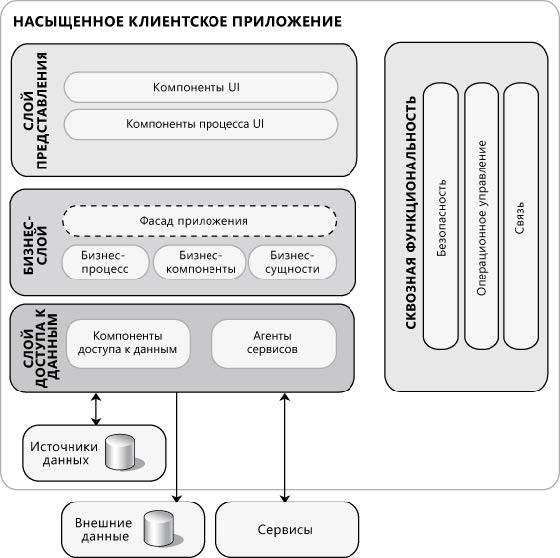 НАСЫЩЕННОЕ КЛИЕНТСКОЕ ПРИЛОЖЕНИЕ
СЛОЙ
ПРЕДСТАВЛЕНИЯ
Компоненты UI
Компоненты процесса UI
БИЗНЕС-
СЛОЙ
Фасад приложения
Бизнес-
процесс
Бизнес-
компоненты
Бизнес-
сущности
СЛОЙ
ДОСТУПА К
ДАННЫМ
Компоненты
доступа к данным
Агенты
сервисов
СКВОЗНАЯ ФУНКЦИОНАЛЬНОСТЬ
Безопасность
Операционное управление
Связь
Источники
данных
Внешние
данные
Сервисы